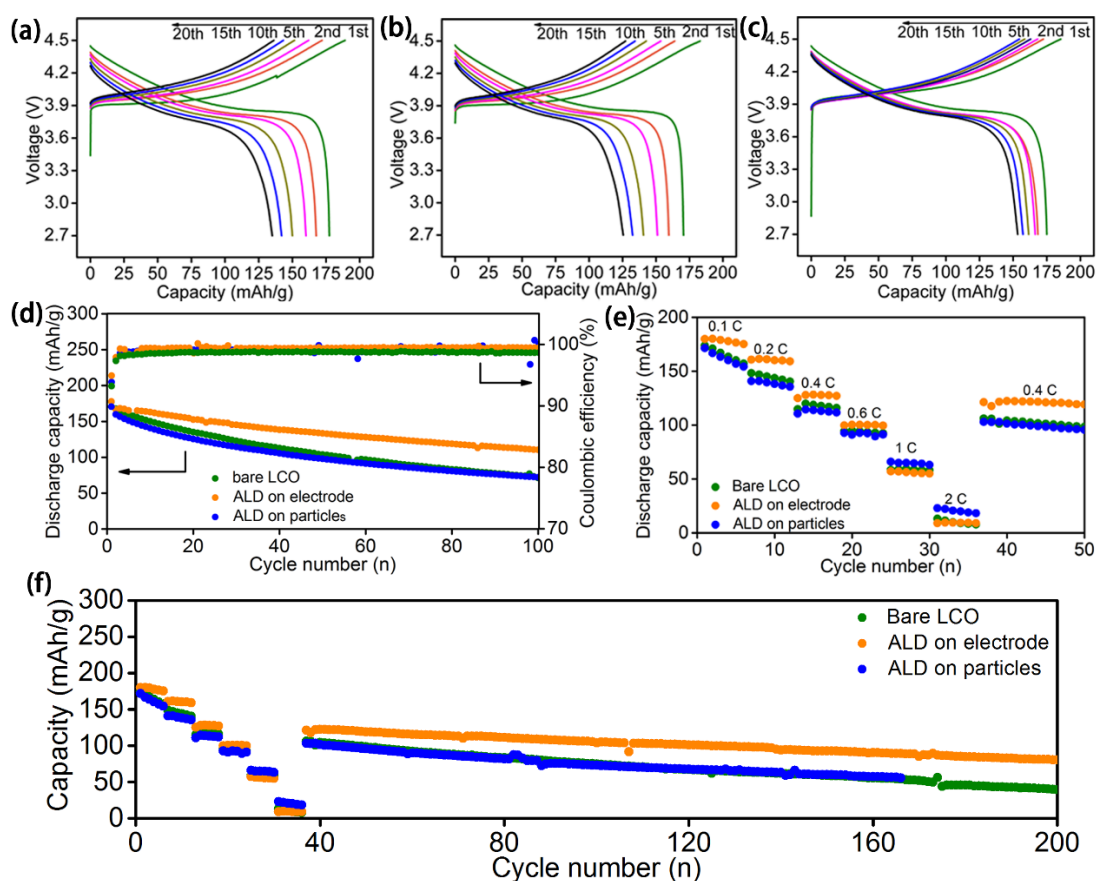 (a)
20th 15th 10th 5th 2nd 1st
4.5
4.2
3.9
3.6
3.3
3.0
2.7
Voltage (V)
0 25 50 75 100 125 150 175 200
Capacity (mAh/g)
(b)
20th 15th 10th 5th 2nd 1st
4.5
4.2
3.9
3.6
3.3
3.0
2.7
Voltage (V)
0 25 50 75 100 125 150 175 200
Capacity (mAh/g)
(c)
20th 15th 10th 5th 2nd 1st
4.5
4.2
3.9
3.6
3.3
3.0
2.7
Voltage (V)
0 25 50 75 100 125 150 175 200
Capacity (mAh/g)
(d)
300
250
200
150
100
50
0
Discharge capacity (mAh/g)
100
90
80
70
Coulombic efficiency (%)
bare LCO
ALD on electrode
ALD on particles
0 20 40 60 80 100
Cycle number (n)
(e)
200
150
100
50
0
Discharge capacity (mAh/g)
0.1 C
0.2 C
0.4 C
0.6 C
1 C
2 C
0.4 C
Bare LCO
ALD on electrode
ALD on particles
0 10 20 30 40 50
Cycle number (n)
(f)
300
250
200
150
100
50
0
Capacity (mAh/g)
Bare LCO
ALD on electrode
ALD on particles
0 40 80 120 160 200
Cycle number (n)